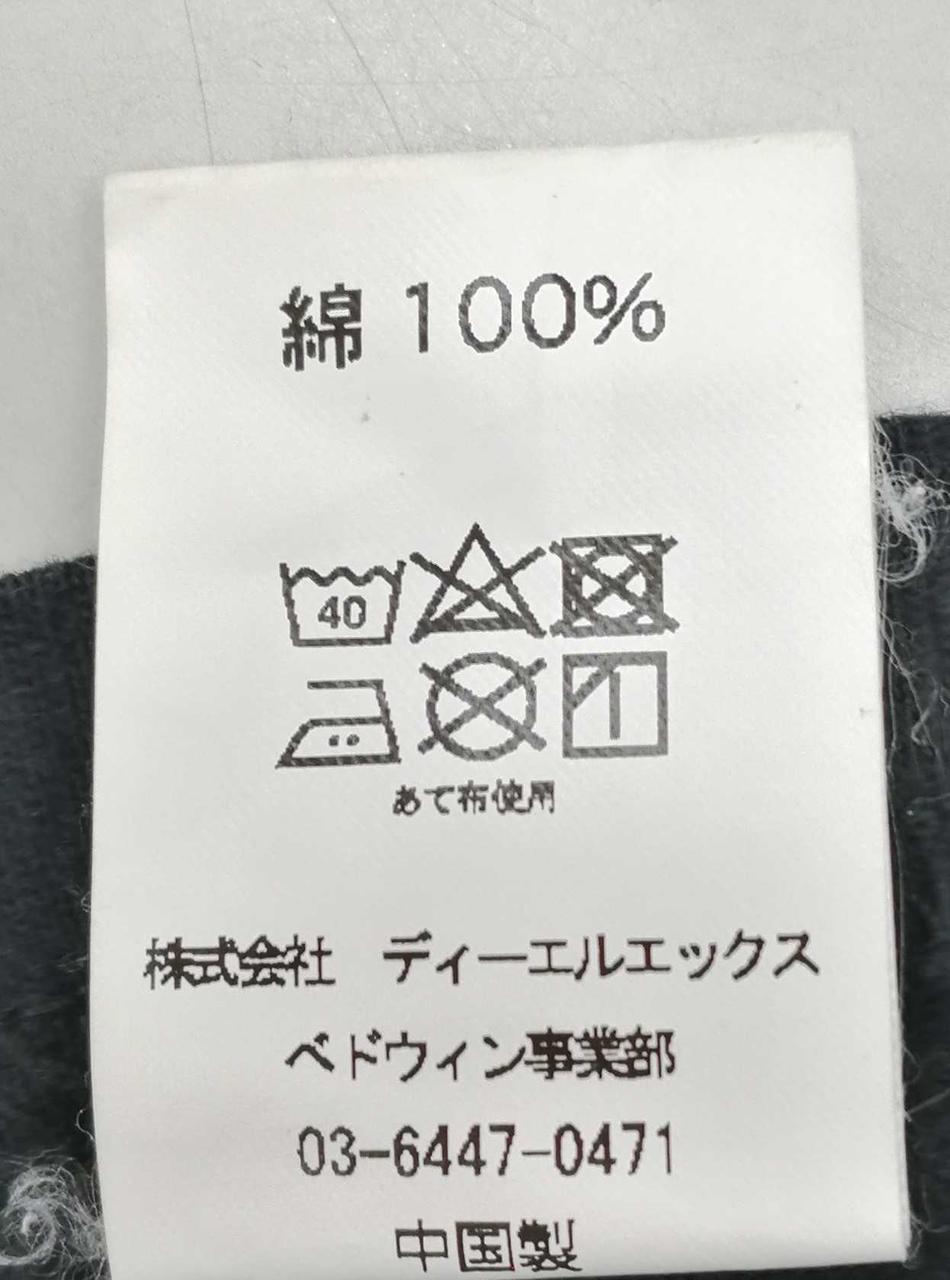 綿 100%
40
あて布使用
株式会社 ディーエルエックス
ベドウィン事業部
03-6447-0471
中国製